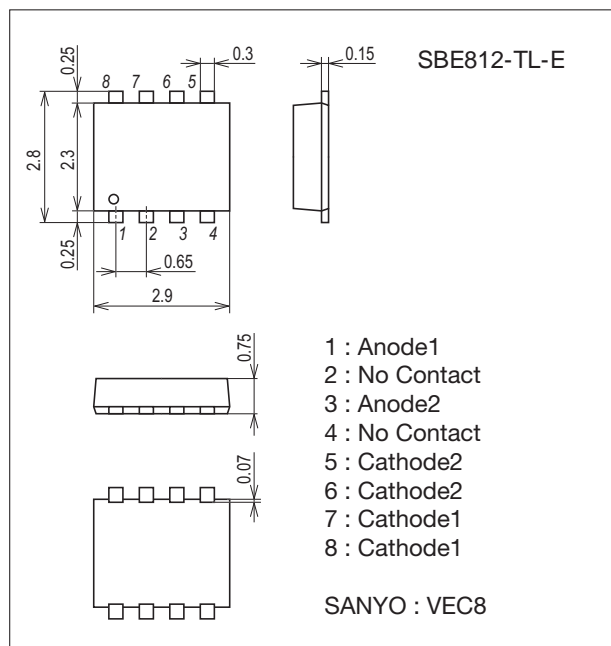 SBE812-TL-E
0.25
8 7 6 5
0.3
0.15
2.8
2.3
0.25
1 2 3 4
0.65
2.9
0.75
0.07
1 : Anode1
2 : No Contact
3 : Anode2
4 : No Contact
5 : Cathode2
6 : Cathode2
7 : Cathode1
8 : Cathode1
SANYO : VEC8